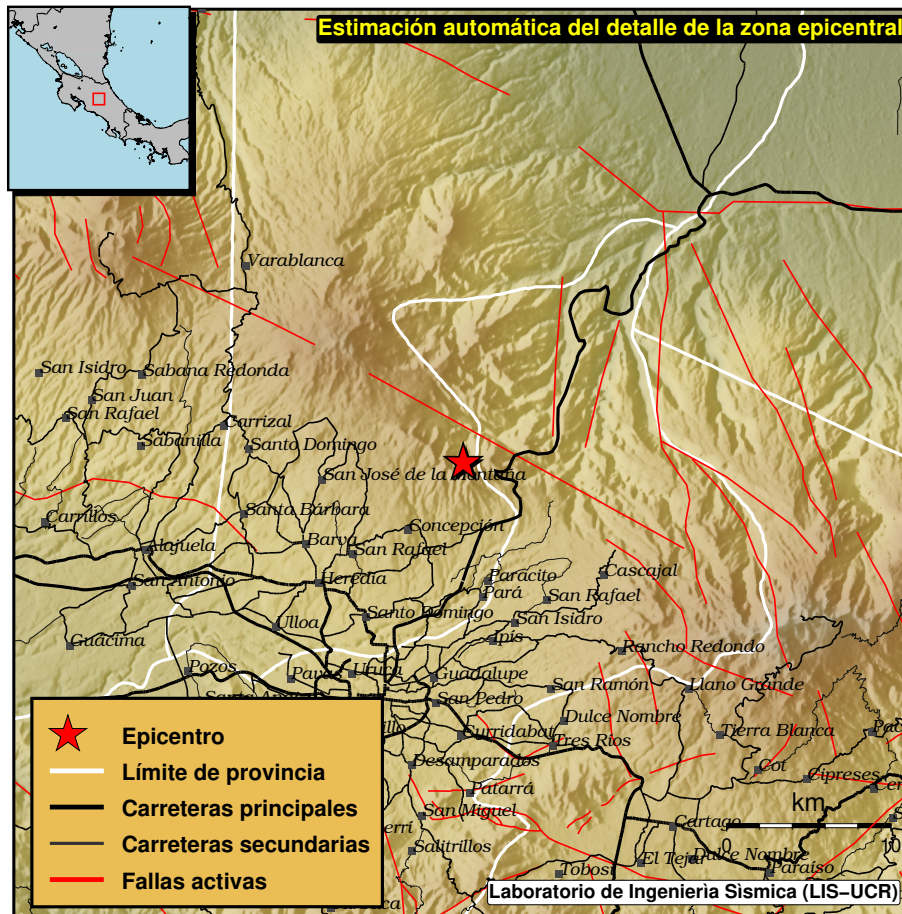 Estimación automática del detalle de la zona epicentral
Varablanca
San Isidro
Sabana Redonda
San Juan
San Rafael
Carrizal
Sabanilla
Santo Domingo
San José de la Montaña
Carrillos
Santa Bárbara
Concepción
Alajuela
Barva
San Rafael
San Antonio
Heredia
Paracito
Cascajal
Pará
San Rafael
Ulloa
Santo Domingo
San Isidro
Guácima
Ipís
Rancho Redondo
Pozos
Pavas
Uruca
Guadalupe
San Ramón
Llano Grande
San Pedro
Dulce Nombre
Curridabat
Tres Ríos
Tierra Blanca
Desamparados
Cot
Cipreses
Patarrá
San Miguel
Cartago
Salitrillos
El Tejar
Dulce Nombre
Tobosi
Paraíso
km
0
10
Epicentro
Límite de provincia
Carreteras principales
Carreteras secundarias
Fallas activas
Laboratorio de Ingenierìa Sìsmica (LIS–UCR)